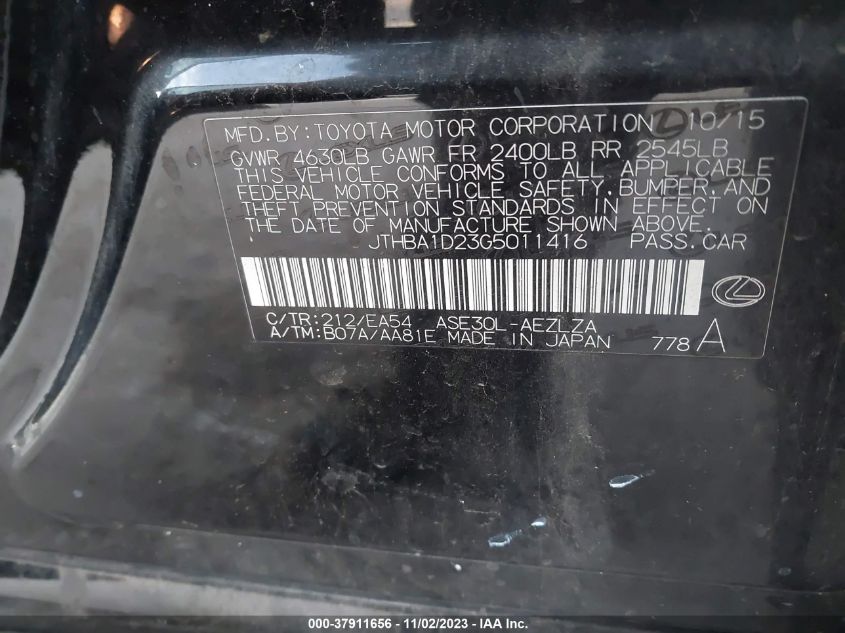 MFD.BY:TOYOTA MOTOR CORPORATION 10/15
GVWR 4630LB GAWR FR 2400LB RR 2545LB
THIS VEHICLE CONFORMS TO ALL APPLICABLE
FEDERAL MOTOR VEHICLE SAFETY,BUMPER,AND
THEFT PREVENTION STANDARDS IN EFFECT ON
THE DATE OF MANUFACTURE SHOWN ABOVE.
JTHBA1D23G5011416 PASS.CAR
C/TR:212/EA54 ASE30L-AEZLZA
A/TM:B07A/AA81E MADE IN JAPAN 778 A
000-37911656 - 11/02/2023 - IAA Inc.